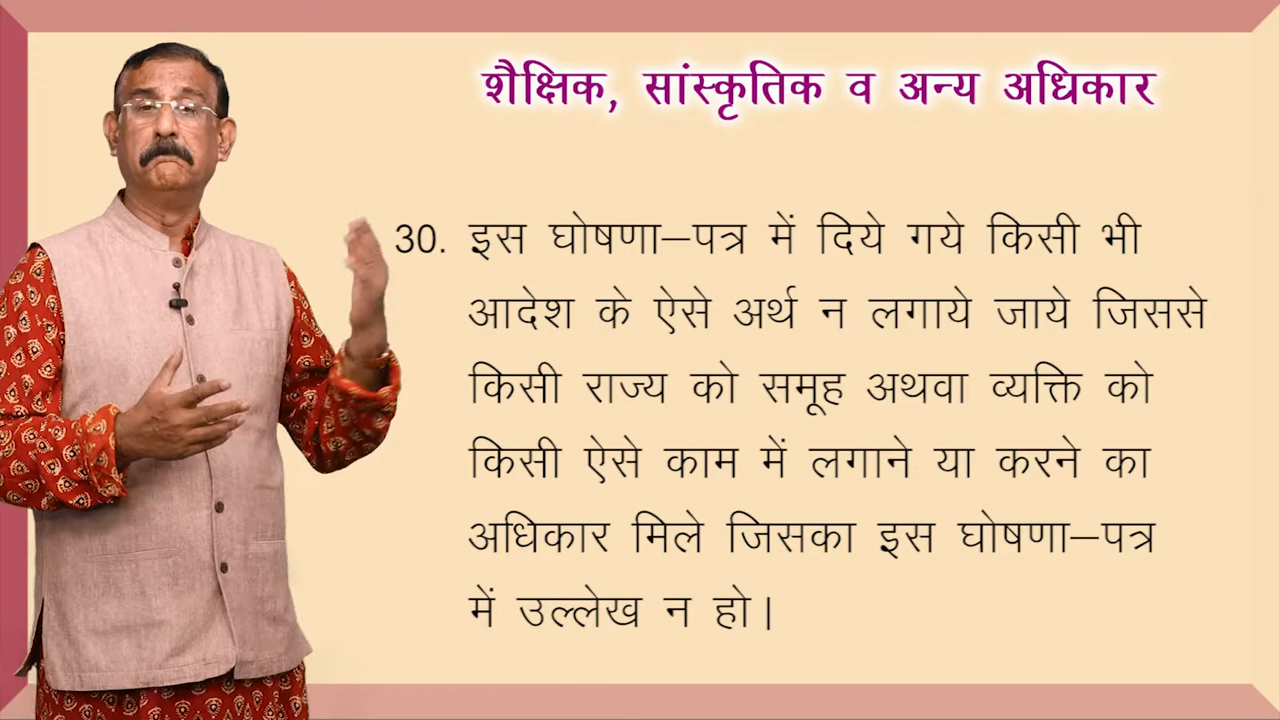 शैक्षिक, सांस्कृतिक व अन्य अधिकार
30. इस घोषणा–पत्र में दिये गये किसी भी
आदेश के ऐसे अर्थ न लगाये जाये जिससे
किसी राज्य को समूह अथवा व्यक्ति को
किसी ऐसे काम में लगाने या करने का
अधिकार मिले जिसका इस घोषणा–पत्र
में उल्लेख न हो।